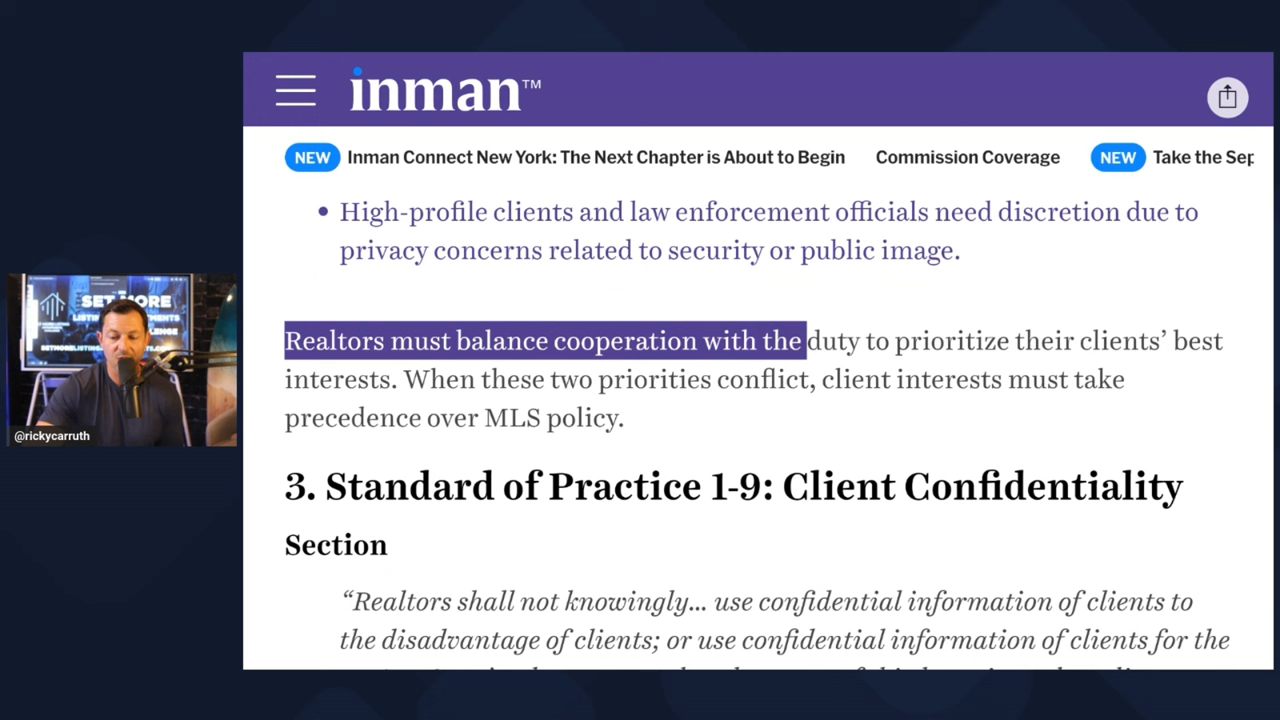 inman™
NEW Inman Connect New York: The Next Chapter is About to Begin Commission Coverage NEW Take the Sep
• High-profile clients and law enforcement officials need discretion due to
privacy concerns related to security or public image.
Realtors must balance cooperation with the duty to prioritize their clients’ best
interests. When these two priorities conflict, client interests must take
precedence over MLS policy.
3. Standard of Practice 1-9: Client Confidentiality
Section
“Realtors shall not knowingly... use confidential information of clients to
the disadvantage of clients; or use confidential information of clients for the
SET MORE
@rickycarruth